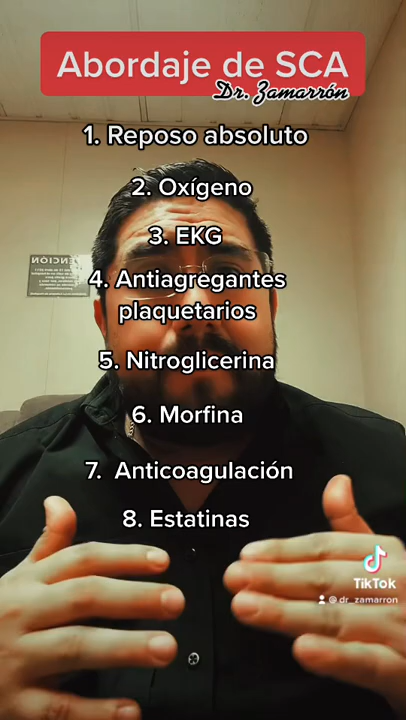 Abordaje de SCA
Dr. Zamarrón
1. Reposo absoluto
2. Oxígeno
3. EKG
4. Antiagregantes
plaquetarios
5. Nitroglicerina
6. Morfina
7. Anticoagulación
8. Estatinas
TikTok
@dr_zamarron